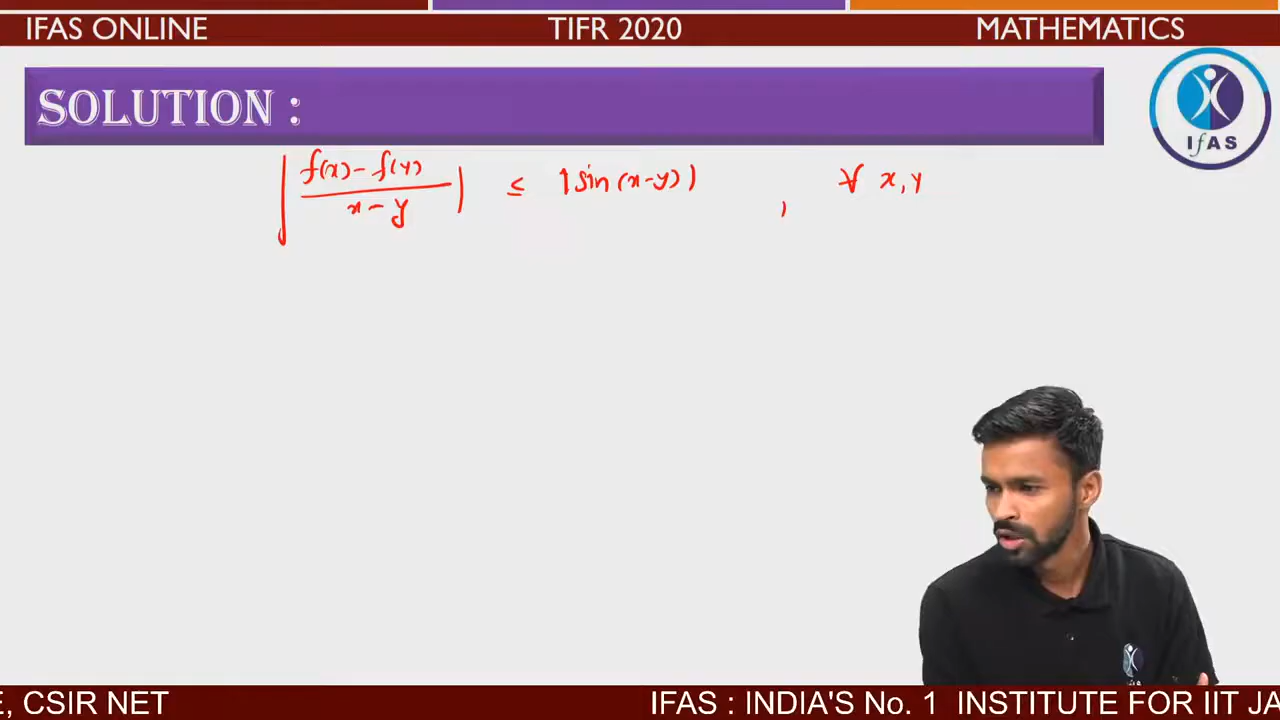 IFAS ONLINE TIFR 2020 MATHEMATICS
SOLUTION :
IfAS
| f(x) - f(y) / x - y | ≤ |sin(x-y)| , ∀ x, y
E, CSIR NET IFAS : INDIA'S No. 1 INSTITUTE FOR IIT JA